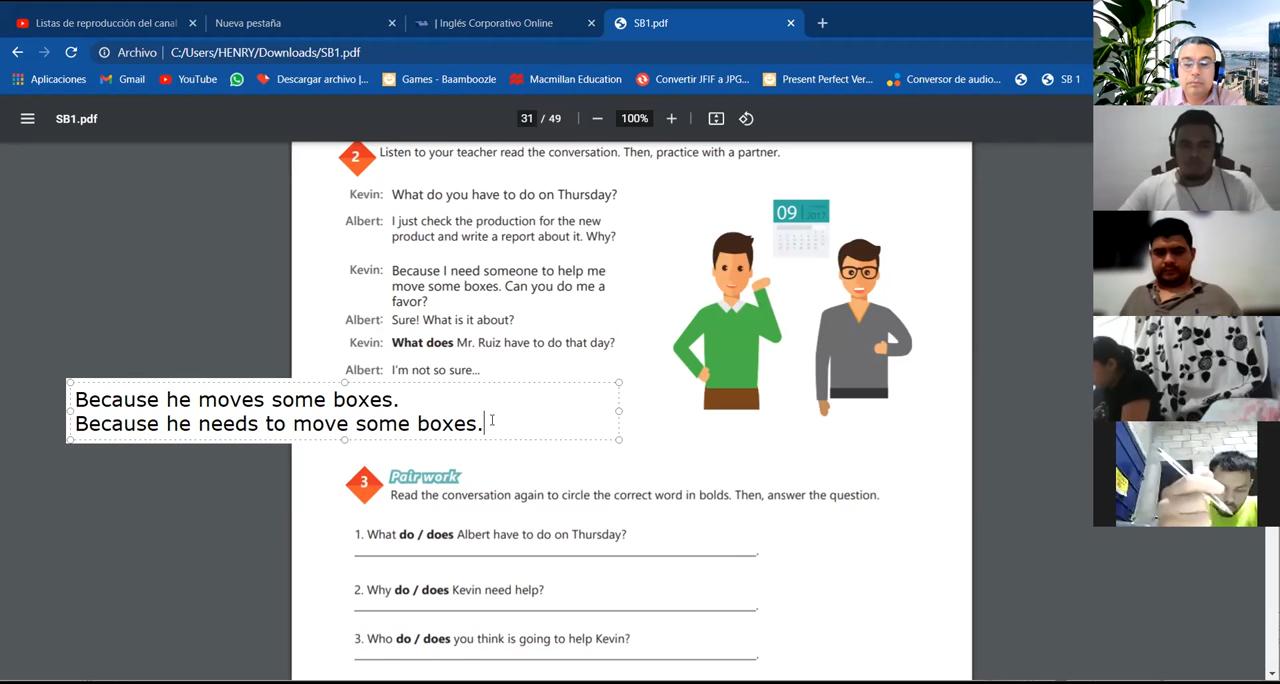 Listas de reproducción del canal
Nueva pestaña
| Inglés Corporativo Online
SB1.pdf
Archivo | C:/Users/HENRY/Downloads/SB1.pdf
Aplicaciones
Gmail
YouTube
Descargar archivo |...
Games - Baamboozle
Macmillan Education
Convertir JFIF a JPG...
Present Perfect Ver...
Conversor de audio...
SB 1
SB1.pdf
31 / 49
100%
2 Listen to your teacher read the conversation. Then, practice with a partner.
Kevin: What do you have to do on Thursday?
Albert: I just check the production for the new
product and write a report about it. Why?
Kevin: Because I need someone to help me
move some boxes. Can you do me a
favor?
Albert: Sure! What is it about?
Kevin: What does Mr. Ruiz have to do that day?
Albert: I'm not so sure...
09
2017
Because he moves some boxes.
Because he needs to move some boxes.
3 Pair work
Read the conversation again to circle the correct word in bolds. Then, answer the question.
1. What do / does Albert have to do on Thursday?
2. Why do / does Kevin need help?
3. Who do / does you think is going to help Kevin?